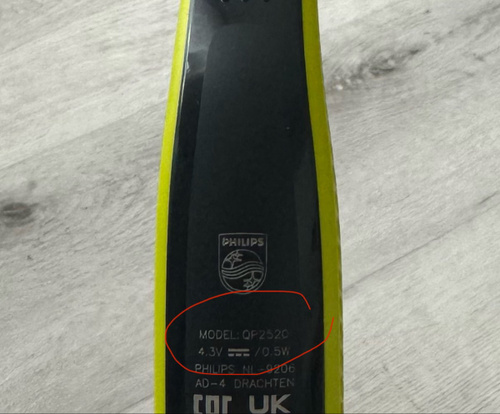 PHILIPS
MODEL: QP2520
4.3V ⎓ /0.5W
PHILIPS NL-9206
AD-4 DRACHTEN
UK